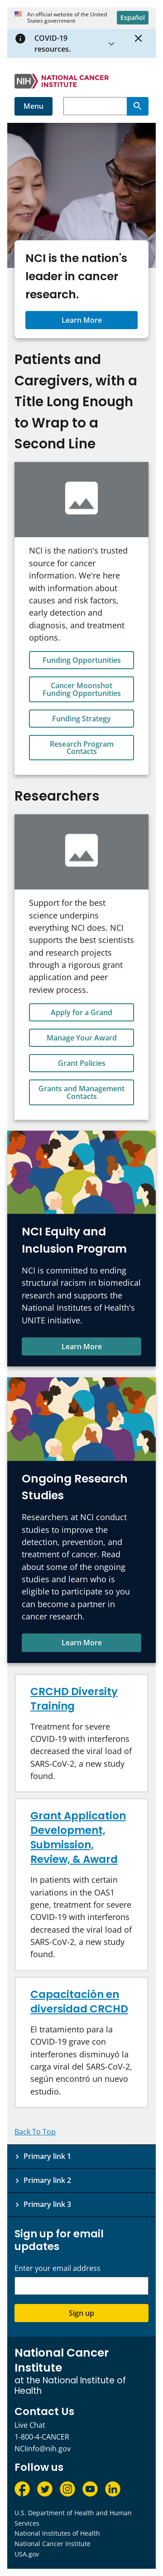 An official website of the United
States government
Español
COVID-19
resources.
NIH NATIONAL CANCER
INSTITUTE
Menu
NCI is the nation's
leader in cancer
research.
Learn More
Patients and
Caregivers, with a
Title Long Enough
to Wrap to a
Second Line
NCI is the nation's trusted
source for cancer
information. We're here
with information about
causes and risk factors,
early detection and
diagnosis, and treatment
options.
Funding Opportunities
Cancer Moonshot
Funding Opportunities
Funding Strategy
Research Program
Contacts
Researchers
Support for the best
science underpins
everything NCI does. NCI
supports the best scientists
and research projects
through a rigorous grant
application and peer
review process.
Apply for a Grand
Manage Your Award
Grant Policies
Grants and Management
Contacts
NCI Equity and
Inclusion Program
NCI is committed to ending
structural racism in biomedical
research and supports the
National Institutes of Health's
UNITE initiative.
Learn More
Ongoing Research
Studies
Researchers at NCI conduct
studies to improve the
detection, prevention, and
treatment of cancer. Read
about some of the ongoing
studies and learn who is
eligible to participate so you
can become a partner in
cancer research.
Learn More
CRCHD Diversity
Training
Treatment for severe
COVID-19 with interferons
decreased the viral load of
SARS-CoV-2, a new study
found.
Grant Application
Development,
Submission,
Review, & Award
In patients with certain
variations in the OAS1
gene, treatment for severe
COVID-19 with interferons
decreased the viral load of
SARS-CoV-2, a new study
found.
Capacitación en
diversidad CRCHD
El tratamiento para la
COVID-19 grave con
interferones disminuyó la
carga viral del SARS-CoV-2,
según encontró un nuevo
estudio.
Back To Top
Primary link 1
Primary link 2
Primary link 3
Sign up for email
updates
Enter your email address
Sign up
National Cancer
Institute
at the National Institute of
Health
Contact Us
Live Chat
1-800-4-CANCER
NCIinfo@nih.gov
Follow us
U.S. Department of Health and Human
Services
National Institutes of Health
National Cancer Institute
USA.gov